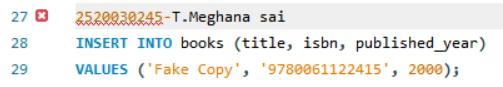 27 2520030245-T.Meghana sai
28 INSERT INTO books (title, isbn, published_year)
29 VALUES ('Fake Copy', '9780061122415', 2000);